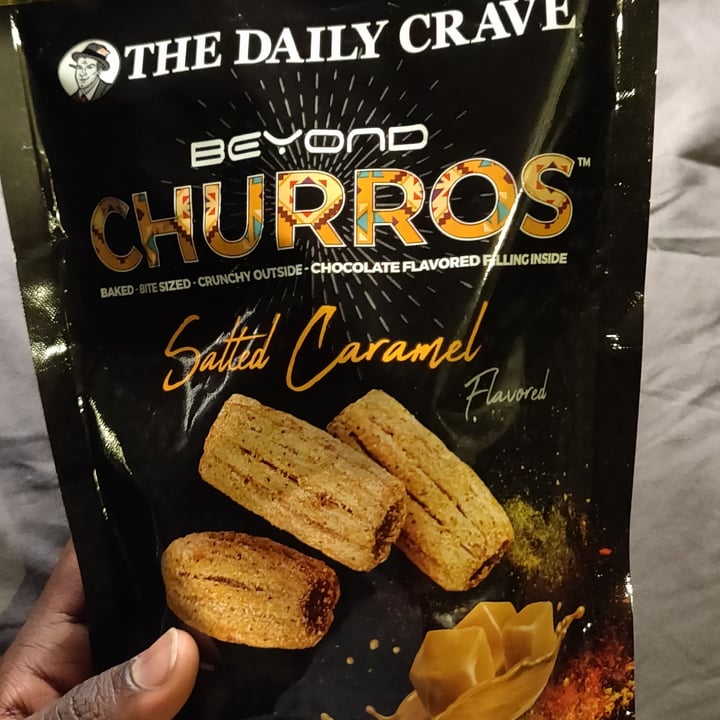 THE DAILY CRAVE
BEYOND
CHURROS™
BAKED - BITE SIZED - CRUNCHY OUTSIDE - CHOCOLATE FLAVORED FILLING INSIDE
Salted Caramel
Flavored